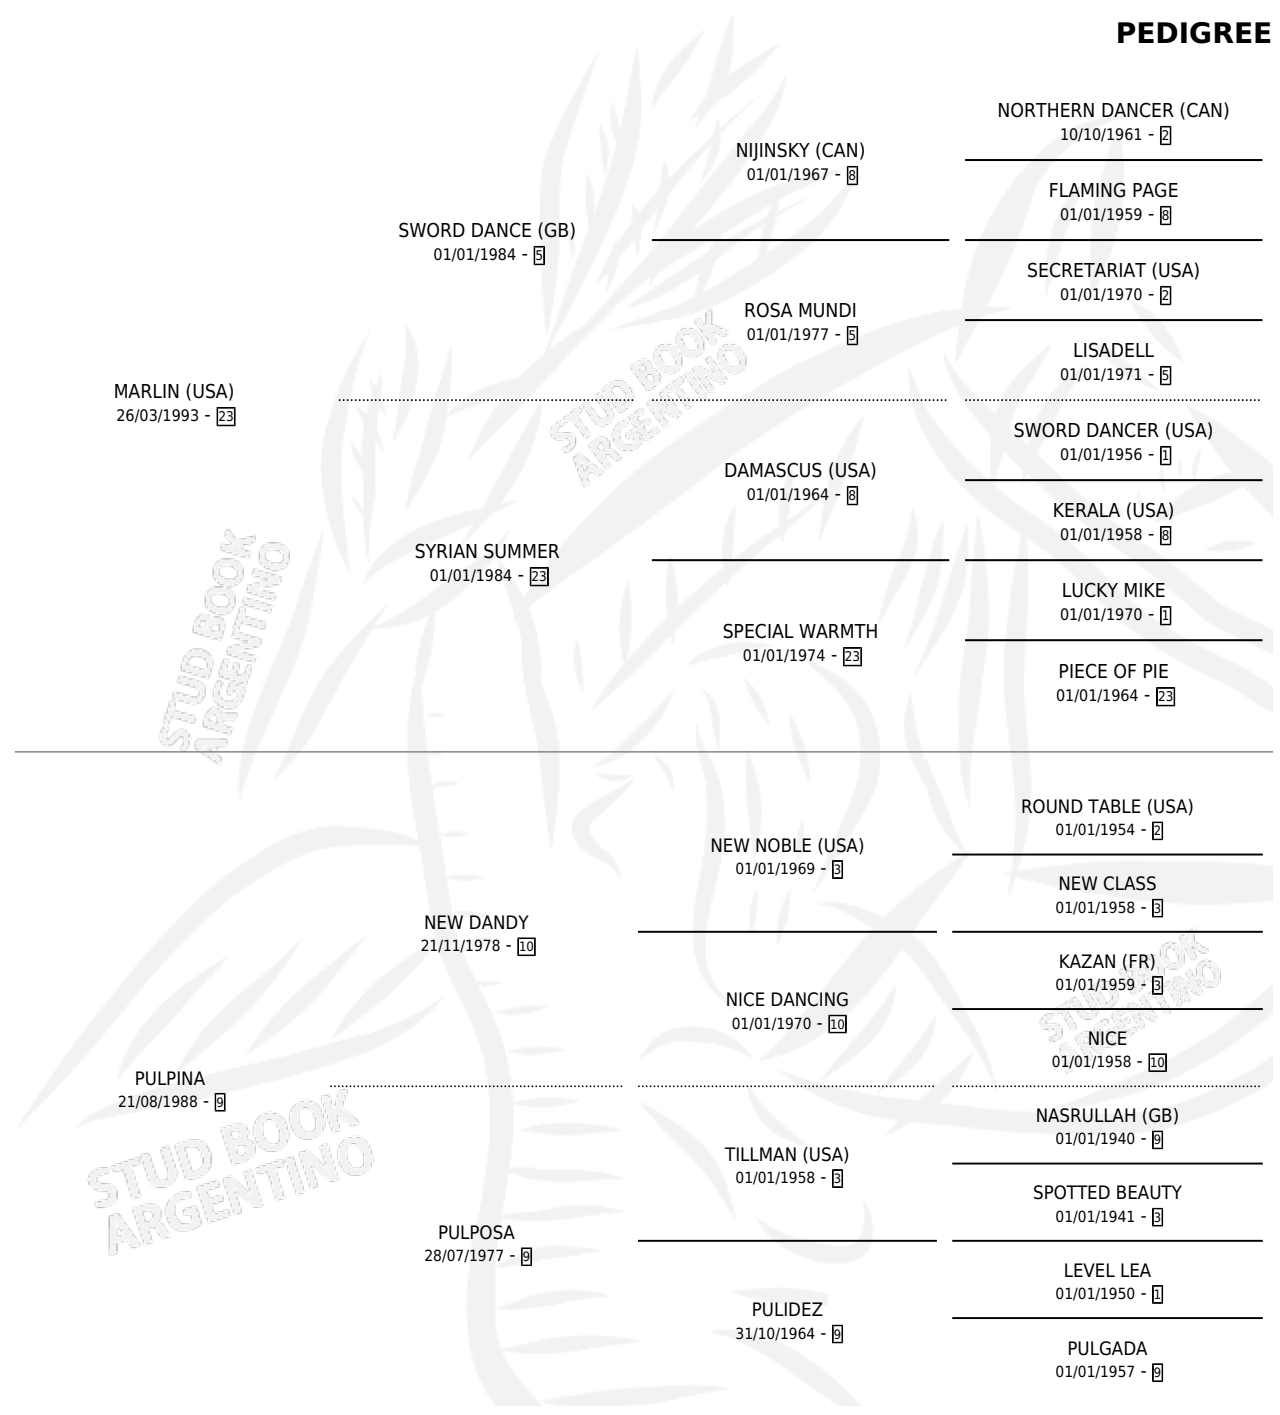 PEDIGREE
NORTHERN DANCER (CAN)
10/10/1961 - 2
NIJINSKY (CAN)
01/01/1967 - 8
FLAMING PAGE
01/01/1959 - 8
SWORD DANCE (GB)
01/01/1984 - 5
SECRETARIAT (USA)
01/01/1970 - 2
ROSA MUNDI
01/01/1977 - 5
LISADELL
01/01/1971 - 5
MARLIN (USA)
26/03/1993 - 23
SWORD DANCER (USA)
01/01/1956 - 1
DAMASCUS (USA)
01/01/1964 - 8
KERALA (USA)
01/01/1958 - 8
SYRIAN SUMMER
01/01/1984 - 23
LUCKY MIKE
01/01/1970 - 1
SPECIAL WARMTH
01/01/1974 - 23
PIECE OF PIE
01/01/1964 - 23
STUD BOOK
ARGENTINO
STUD BOOK
ARGENTINO
ROUND TABLE (USA)
01/01/1954 - 2
NEW NOBLE (USA)
01/01/1969 - 3
NEW CLASS
01/01/1958 - 3
NEW DANDY
21/11/1978 - 10
KAZAN (FR)
01/01/1959 - 3
NICE DANCING
01/01/1970 - 10
NICE
01/01/1958 - 10
STUD BOOK
ARGENTINO
PULPINA
21/08/1988 - 9
NASRULLAH (GB)
01/01/1940 - 9
TILLMAN (USA)
01/01/1958 - 3
SPOTTED BEAUTY
01/01/1941 - 3
STUD BOOK
ARGENTINO
PULPOSA
28/07/1977 - 9
LEVEL LEA
01/01/1950 - 1
PULIDEZ
31/10/1964 - 9
PULGADA
01/01/1957 - 9